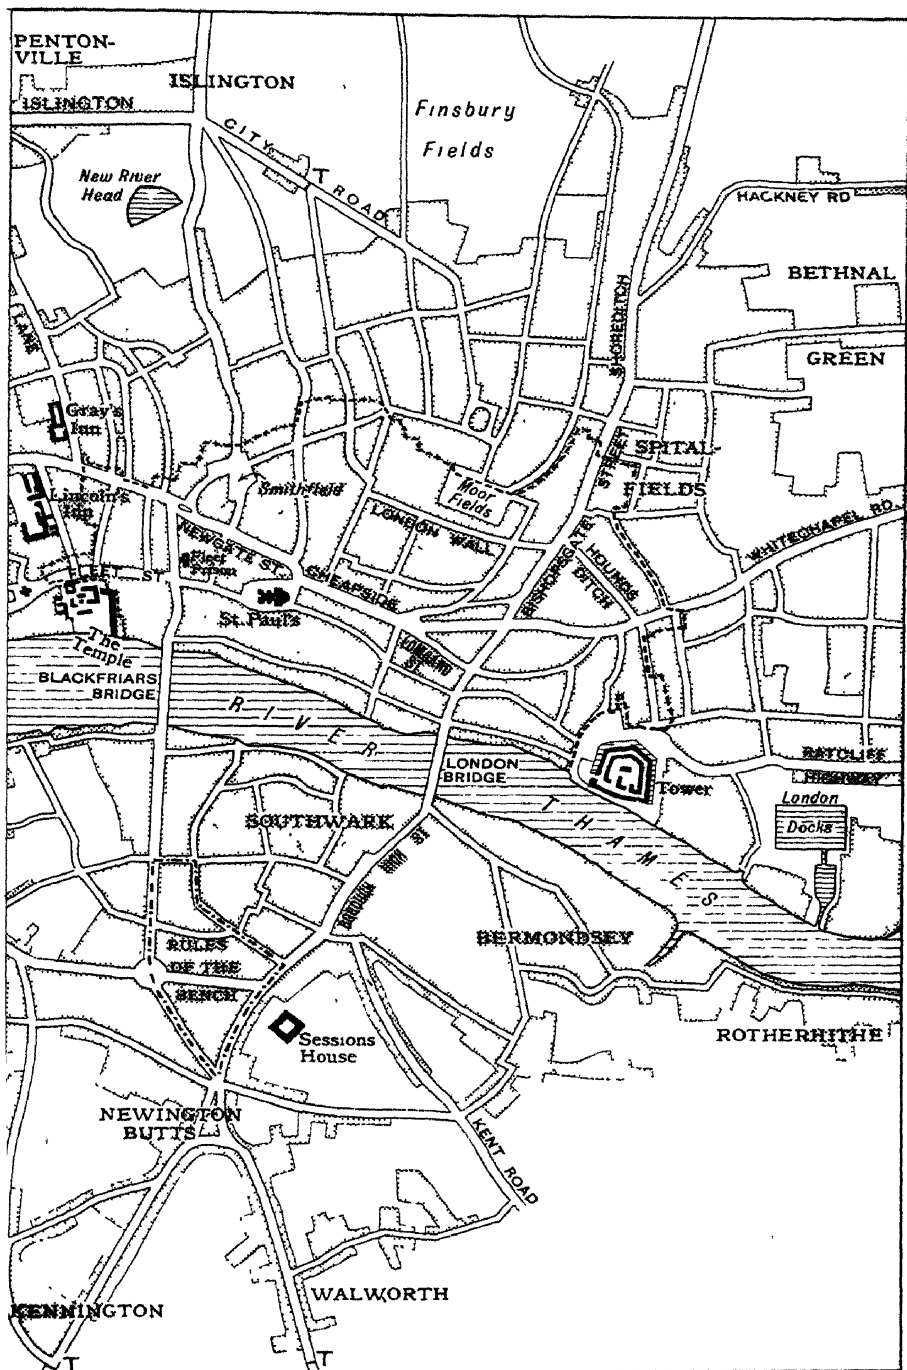 PENTON-
VILLE
ISLINGTON
ISLINGTON
CITY
ROAD
T
Finsbury
Fields
New River
Head
HACKNEY RD
BETHNAL
GREEN
SHOREDITCH
LANE
Gray's
Inn
Lincoln's
Inn
Smithfield
Moor
Fields
LONDON WALL
STREET
BISHOPSGATE
SPITAL-
FIELDS
HOUNDS
DITCH
WHITECHAPEL RD.
NEWGATE ST.
Fleet
Prison
CHEAPSIDE
FLEET ST.
St. Paul's
LOMBARD
ST.
The
Temple
BLACKFRIARS
BRIDGE
RIVER
THAMES
LONDON
BRIDGE
Tower
RATCLIFF
HIGHWAY
London
Docks
SOUTHWARK
BOROUGH HIGH ST
BERMONDSEY
RULES
OF THE
BENCH
Sessions
House
ROTHERHITHE
NEWINGTON
BUTTS
KENT ROAD
WALWORTH
KENNINGTON
T
T